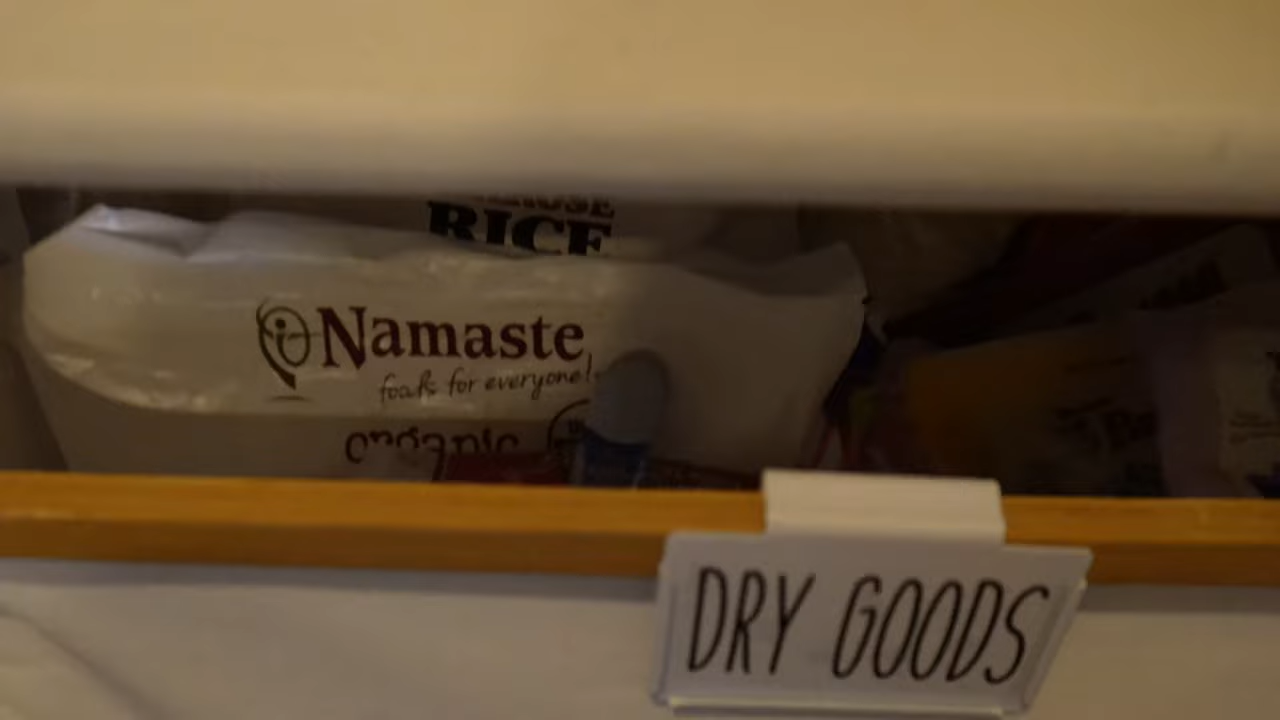 RICE
Namaste
foods for everyone!
organic
DRY GOODS